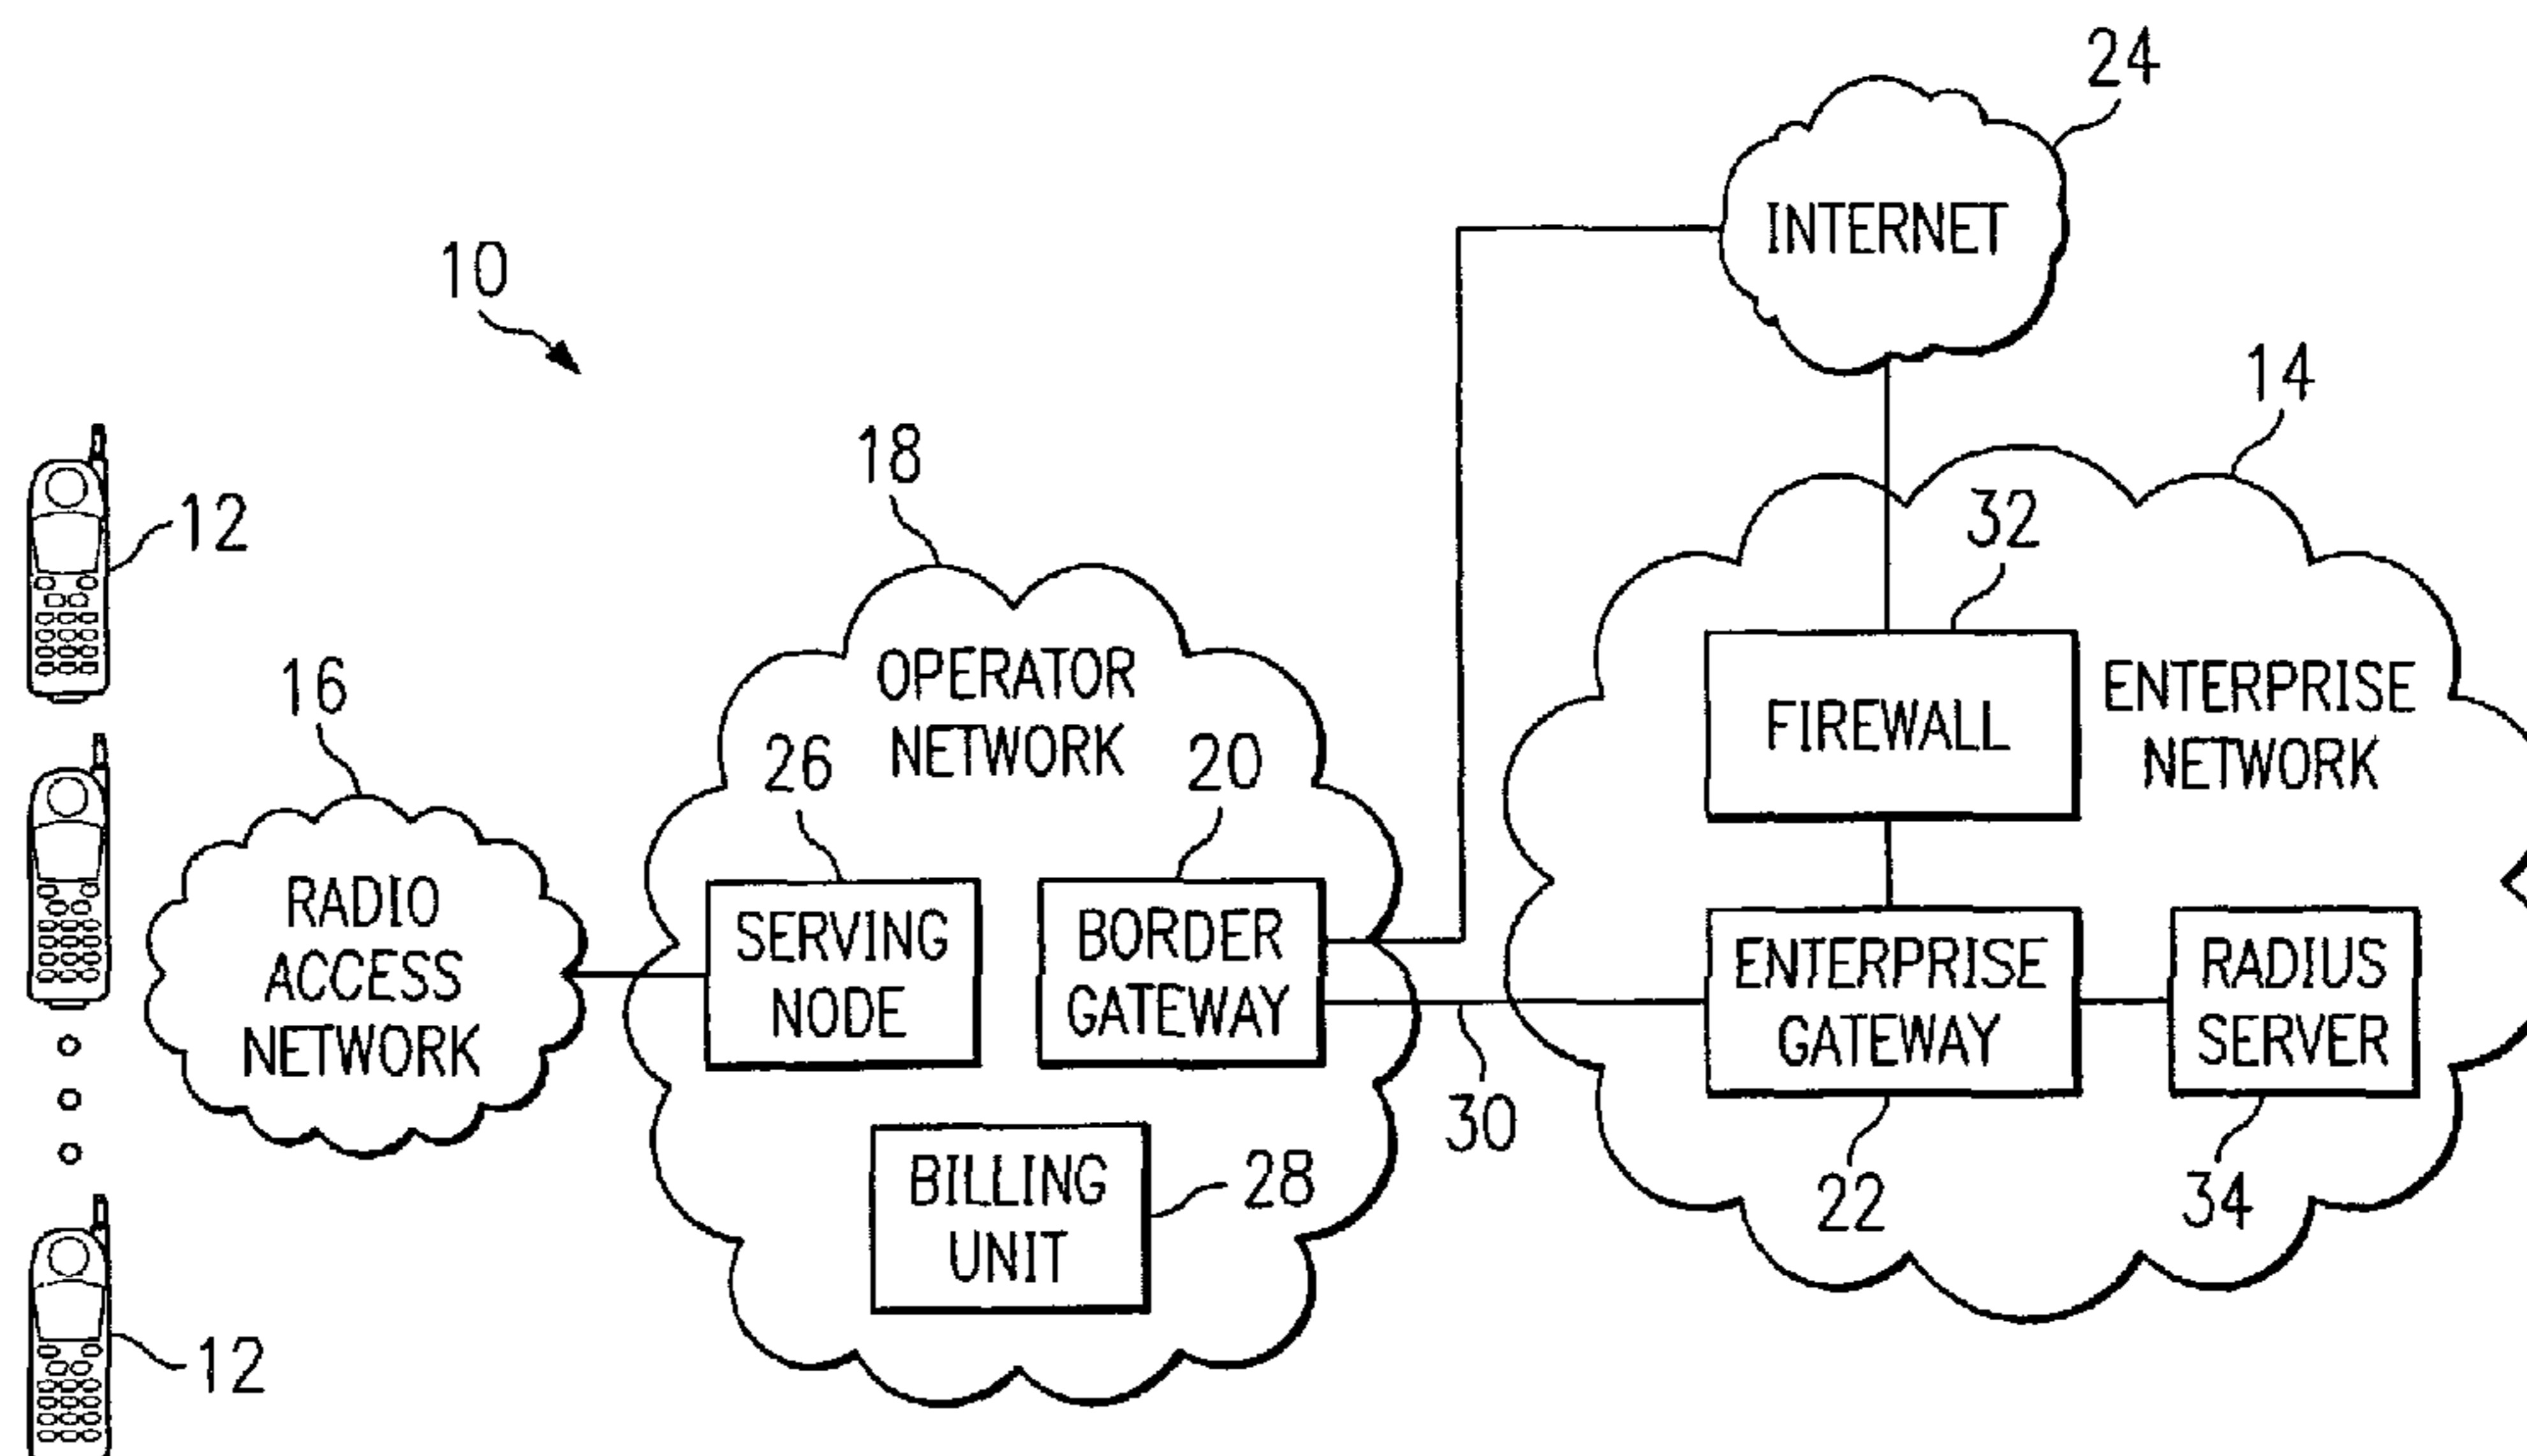 24
INTERNET
10
14
18
32
12
OPERATOR
NETWORK
ENTERPRISE
NETWORK
FIREWALL
16
26
20
RADIO
ACCESS
NETWORK
SERVING
NODE
BORDER
GATEWAY
ENTERPRISE
GATEWAY
RADIUS
SERVER
30
BILLING
UNIT
28
22
34
12